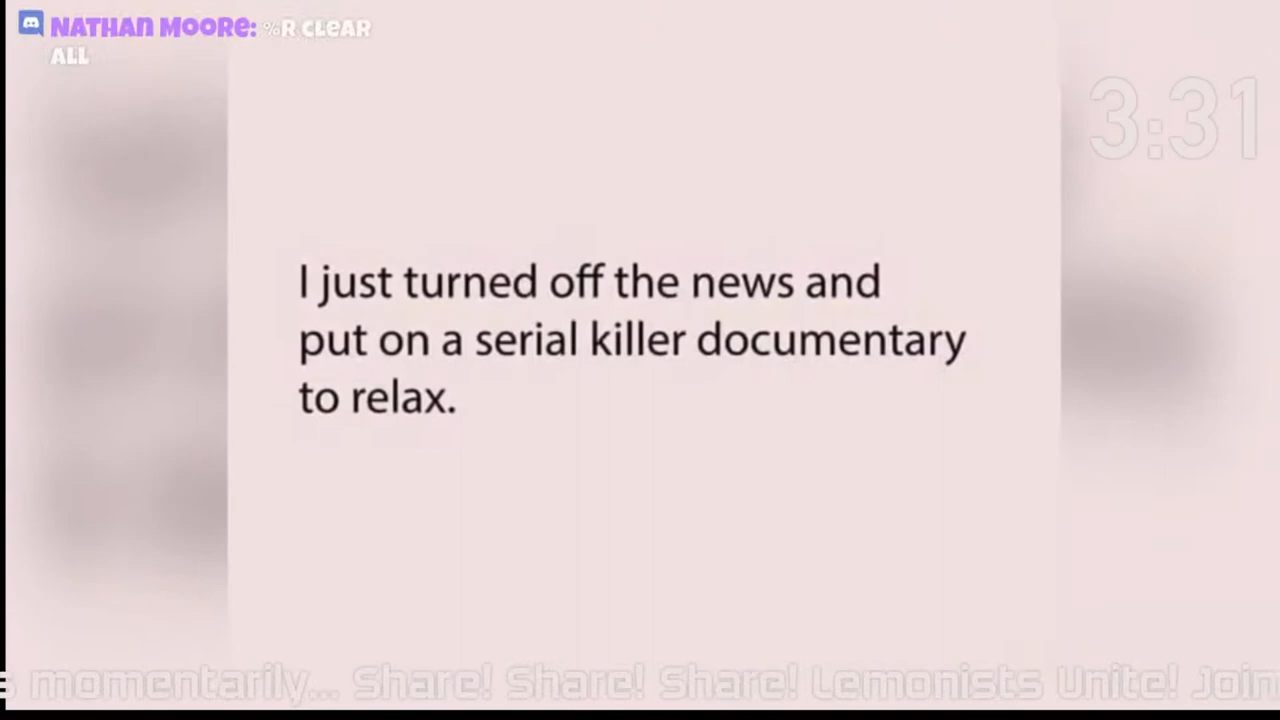 NATHAN MOORE: %R CLEAR
ALL
3:31
I just turned off the news and
put on a serial killer documentary
to relax.
s momentarily... Share! Share! Share! Lemonists Unite! Join